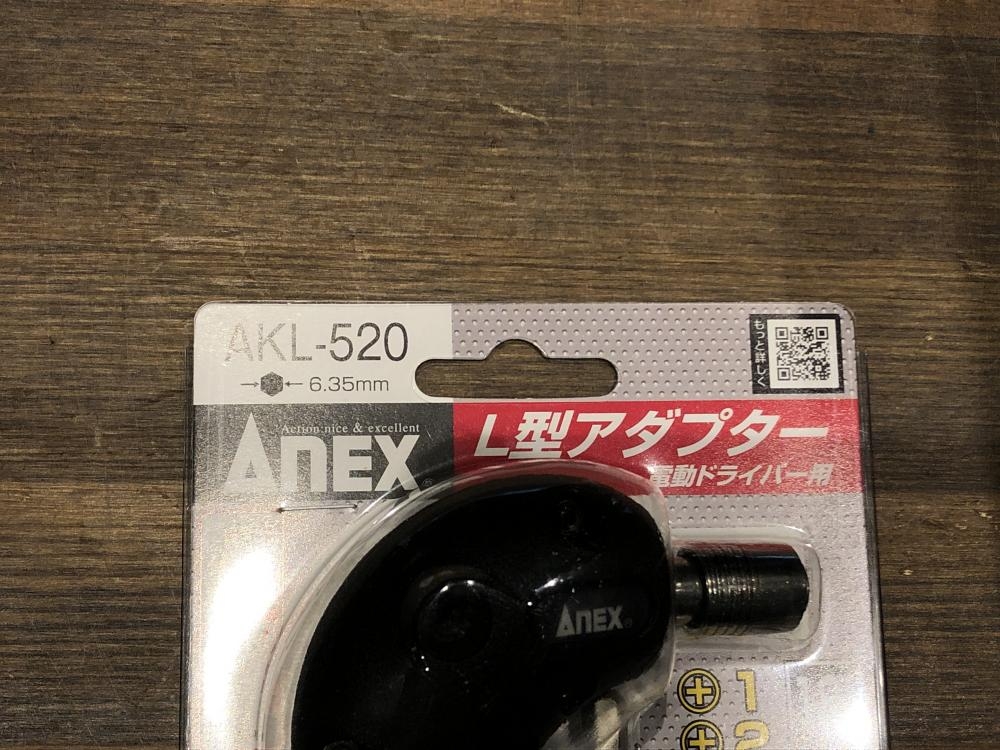 AKL-520
6.35mm
もっと詳しく
Action nice & excellent
ANEX®
L型アダプター
電動ドライバー用
ANEX®
1
2